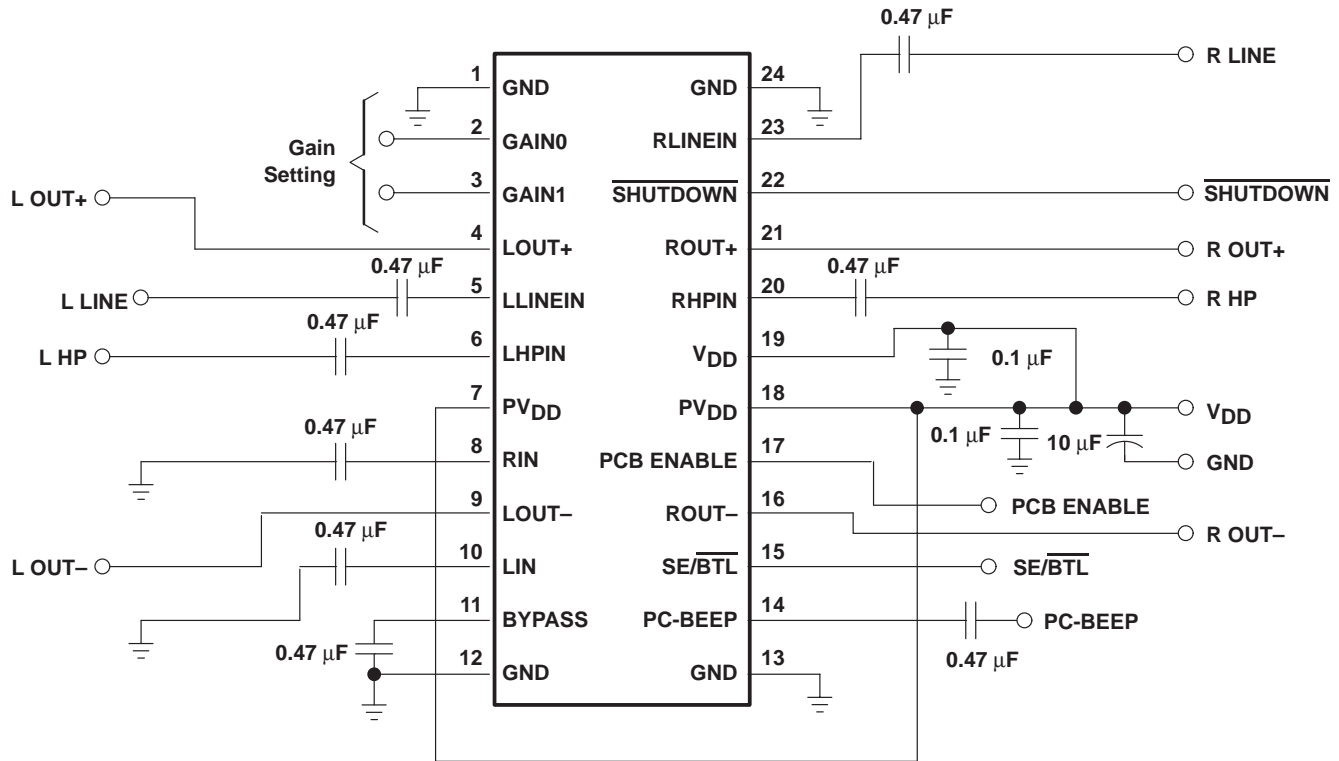 0.47 μF
R LINE
1
GND
24
GND
2
GAIN0
23
RLINEIN
Gain
Setting
3
GAIN1
22
SHUTDOWN
SHUTDOWN
L OUT+
4
LOUT+
21
ROUT+
R OUT+
0.47 μF
0.47 μF
L LINE
5
LLINEIN
20
RHPIN
R HP
0.47 μF
L HP
6
LHPIN
19
VDD
0.1 μF
7
PVDD
18
PVDD
VDD
0.47 μF
0.1 μF
10 μF
8
RIN
17
PCB ENABLE
GND
9
LOUT–
16
ROUT–
PCB ENABLE
0.47 μF
R OUT–
L OUT–
10
LIN
15
SE/BTL
SE/BTL
11
BYPASS
14
PC-BEEP
PC-BEEP
0.47 μF
0.47 μF
12
GND
13
GND